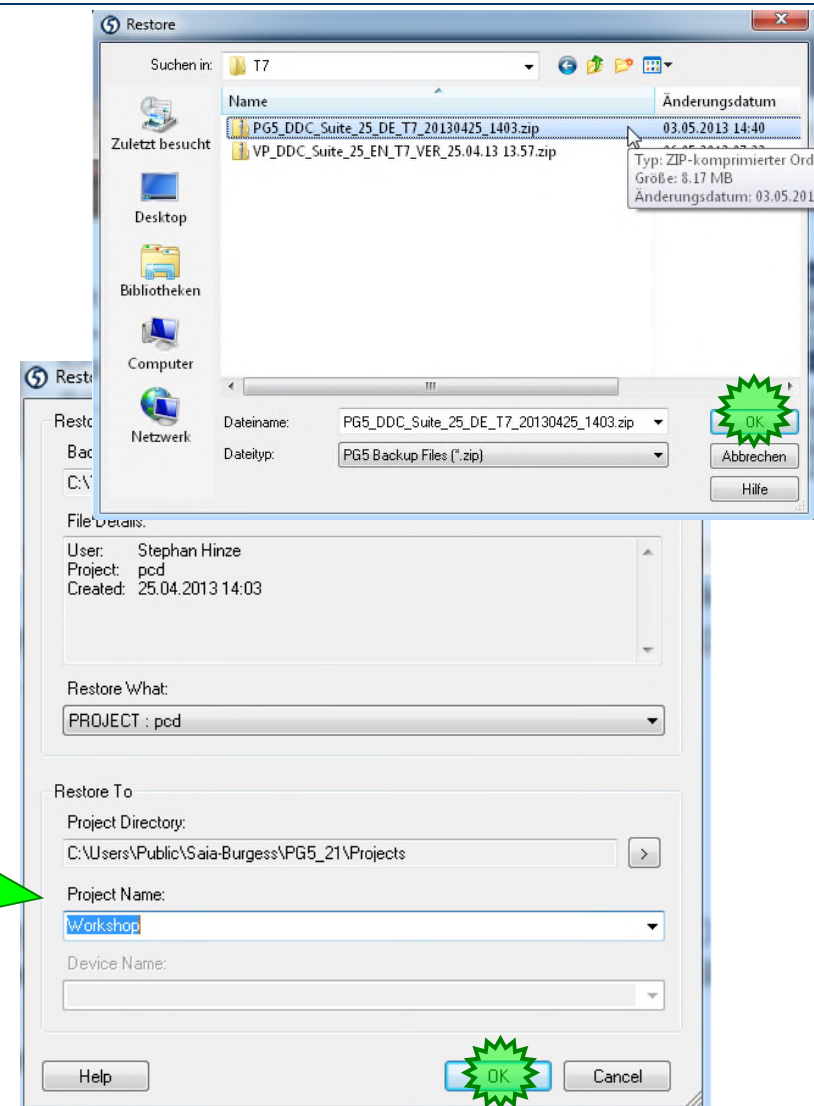 Restore
Suchen in:
T7
Name
Änderungsdatum
PG5_DDC_Suite_25_DE_T7_20130425_1403.zip
03.05.2013 14:40
VP_DDC_Suite_25_EN_T7_VER_25.04.13 13.57.zip
Typ: ZIP-komprimierter Ord
Größe: 8.17 MB
Änderungsdatum: 03.05.201
Zuletzt besucht
Desktop
Bibliotheken
Computer
Netzwerk
Dateiname:
PG5_DDC_Suite_25_DE_T7_20130425_1403.zip
OK
Dateityp:
PG5 Backup Files (*.zip)
Abbrechen
Hilfe
File Details:
User: Stephan Hinze
Project: pcd
Created: 25.04.2013 14:03
Restore What:
PROJECT : pcd
Restore To
Project Directory:
C:\Users\Public\Saia-Burgess\PG5_21\Projects
>
Project Name:
Workshop
Device Name:
Help
OK
Cancel